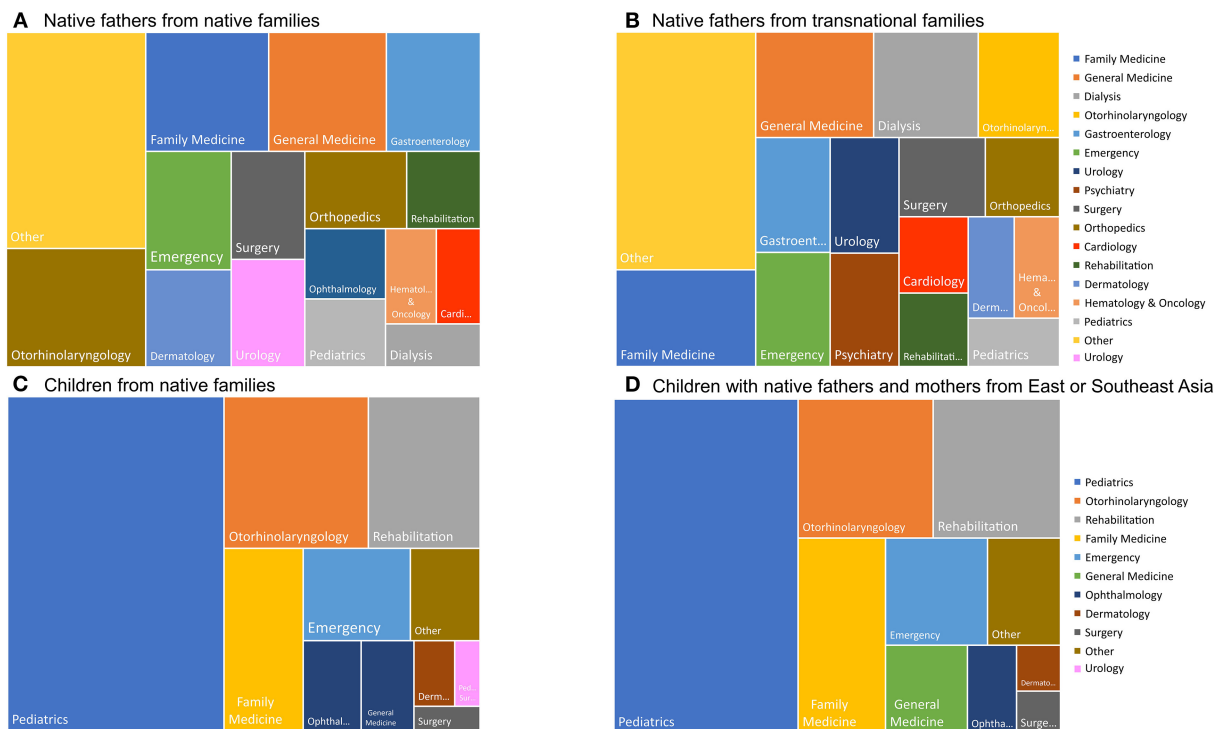 A Native fathers from native families
Other
Family Medicine
General Medicine
Gastroenterology
Otorhinolaryngology
Emergency
Dermatology
Surgery
Urology
Orthopedics
Rehabilitation
Ophthalmology
Pediatrics
Hematol...
&
Oncology
Cardi...
Dialysis
B Native fathers from transnational families
Other
Family Medicine
General Medicine
Dialysis
Otorhinolaryn...
Gastroent...
Urology
Surgery
Orthopedics
Emergency
Psychiatry
Cardiology
Rehabilitati...
Derm...
Hema...
&
Oncol...
Pediatrics
Family Medicine
General Medicine
Dialysis
Otorhinolaryngology
Gastroenterology
Emergency
Urology
Psychiatry
Surgery
Orthopedics
Cardiology
Rehabilitation
Dermatology
Hematology & Oncology
Pediatrics
Other
Urology
C Children from native families
Pediatrics
Otorhinolaryngology
Rehabilitation
Family
Medicine
Emergency
Other
Ophthal...
General
Medicine
Derm...
Ped...
Sur...
Surgery
D Children with native fathers and mothers from East or Southeast Asia
Pediatrics
Otorhinolaryngology
Rehabilitation
Family
Medicine
Emergency
Other
General
Medicine
Ophtha...
Dermato...
Surge...
Pediatrics
Otorhinolaryngology
Rehabilitation
Family Medicine
Emergency
General Medicine
Ophthalmology
Dermatology
Surgery
Other
Urology